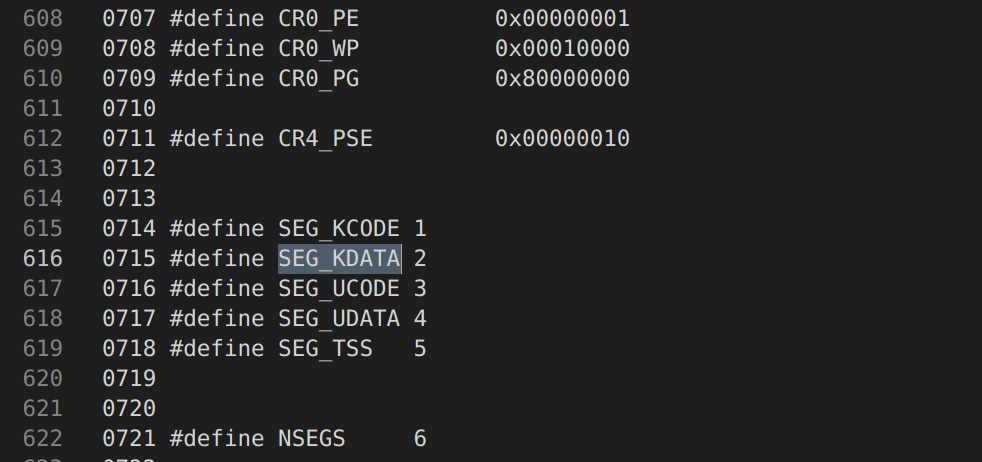 608 0707 #define CR0_PE 0x00000001
609 0708 #define CR0_WP 0x00010000
610 0709 #define CR0_PG 0x80000000
611 0710
612 0711 #define CR4_PSE 0x00000010
613 0712
614 0713
615 0714 #define SEG_KCODE 1
616 0715 #define SEG_KDATA 2
617 0716 #define SEG_UCODE 3
618 0717 #define SEG_UDATA 4
619 0718 #define SEG_TSS 5
620 0719
621 0720
622 0721 #define NSEGS 6